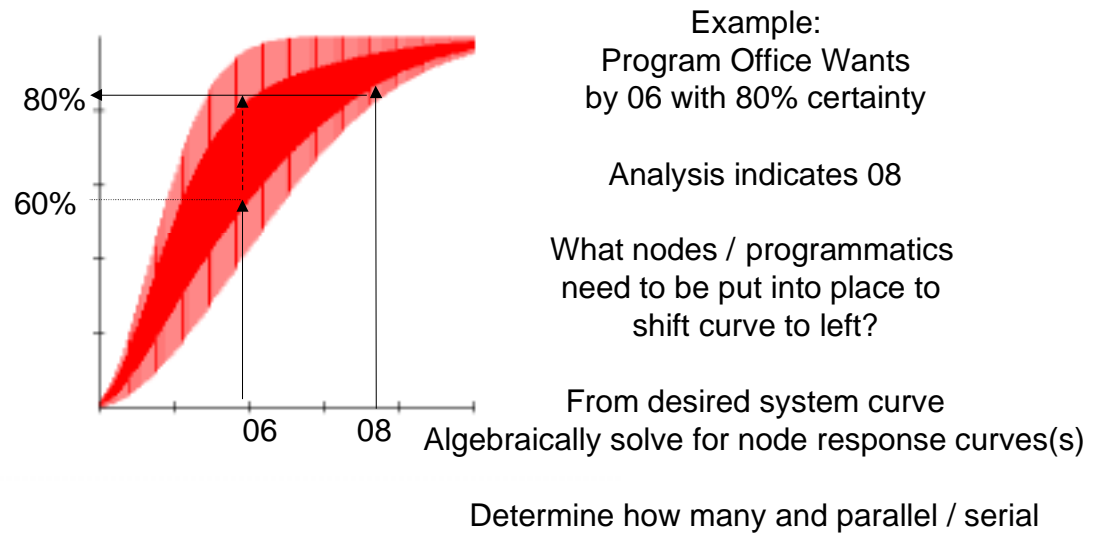 80%
60%
06
08
Example:
Program Office Wants
by 06 with 80% certainty
Analysis indicates 08
What nodes / programmatics
need to be put into place to
shift curve to left?
From desired system curve
Algebraically solve for node response curves(s)
Determine how many and parallel / serial